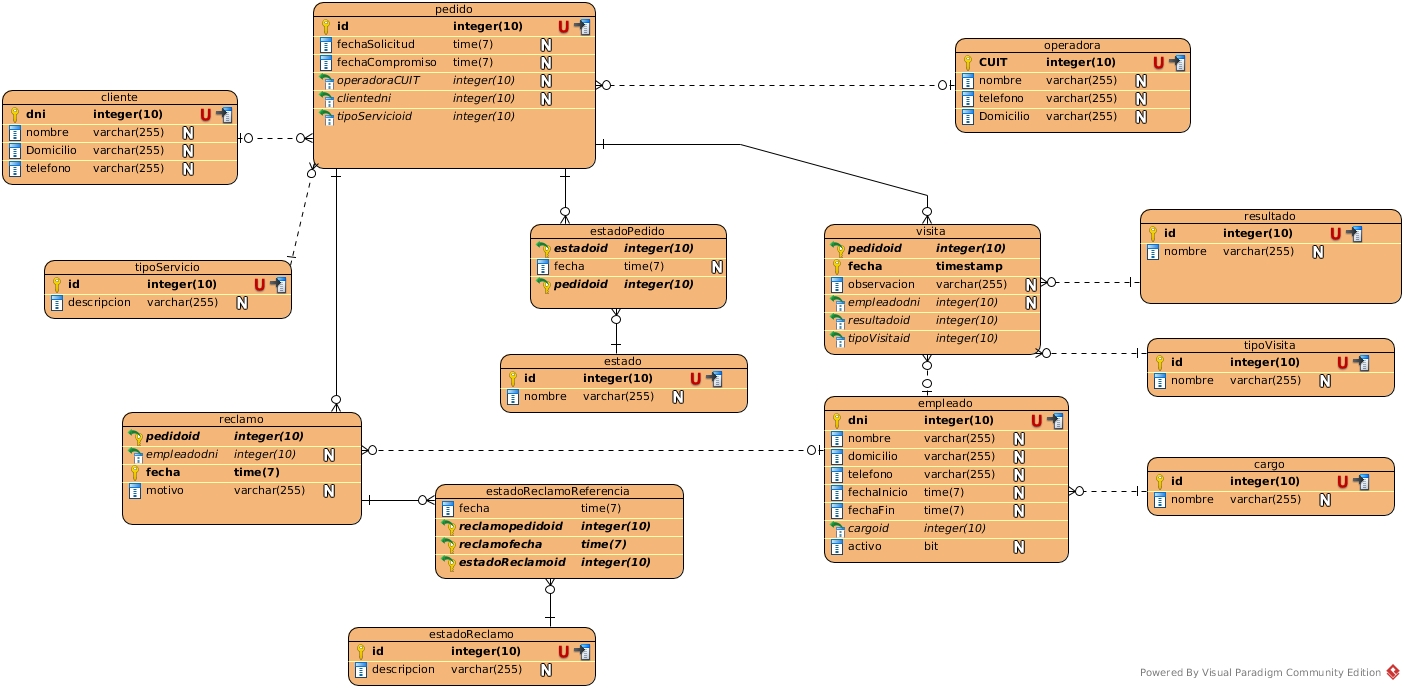 pedido
id integer(10) U
fechaSolicitud time(7) N
fechaCompromiso time(7) N
operadoraCUIT integer(10) N
clientedni integer(10) N
tipoServicioid integer(10)
operadora
CUIT integer(10) U
nombre varchar(255) N
telefono varchar(255) N
Domicilio varchar(255) N
cliente
dni integer(10) U
nombre varchar(255) N
Domicilio varchar(255) N
telefono varchar(255) N
tipoServicio
id integer(10) U
descripcion varchar(255) N
estadoPedido
estadoid integer(10)
fecha time(7) N
pedidoid integer(10)
visita
pedidoid integer(10)
fecha timestamp
observacion varchar(255) N
empleadodni integer(10) N
resultadoid integer(10)
tipoVisitaid integer(10)
resultado
id integer(10) U
nombre varchar(255) N
estado
id integer(10) U
nombre varchar(255) N
tipoVisita
id integer(10) U
nombre varchar(255) N
reclamo
pedidoid integer(10)
empleadodni integer(10) N
fecha time(7)
motivo varchar(255) N
empleado
dni integer(10) U
nombre varchar(255) N
domicilio varchar(255) N
telefono varchar(255) N
fechaInicio time(7) N
fechaFin time(7) N
cargoid integer(10)
activo bit N
cargo
id integer(10) U
nombre varchar(255) N
estadoReclamoReferencia
fecha time(7)
reclamopedidoid integer(10)
reclamofecha time(7)
estadoReclamoid integer(10)
estadoReclamo
id integer(10) U
descripcion varchar(255) N
Powered By Visual Paradigm Community Edition